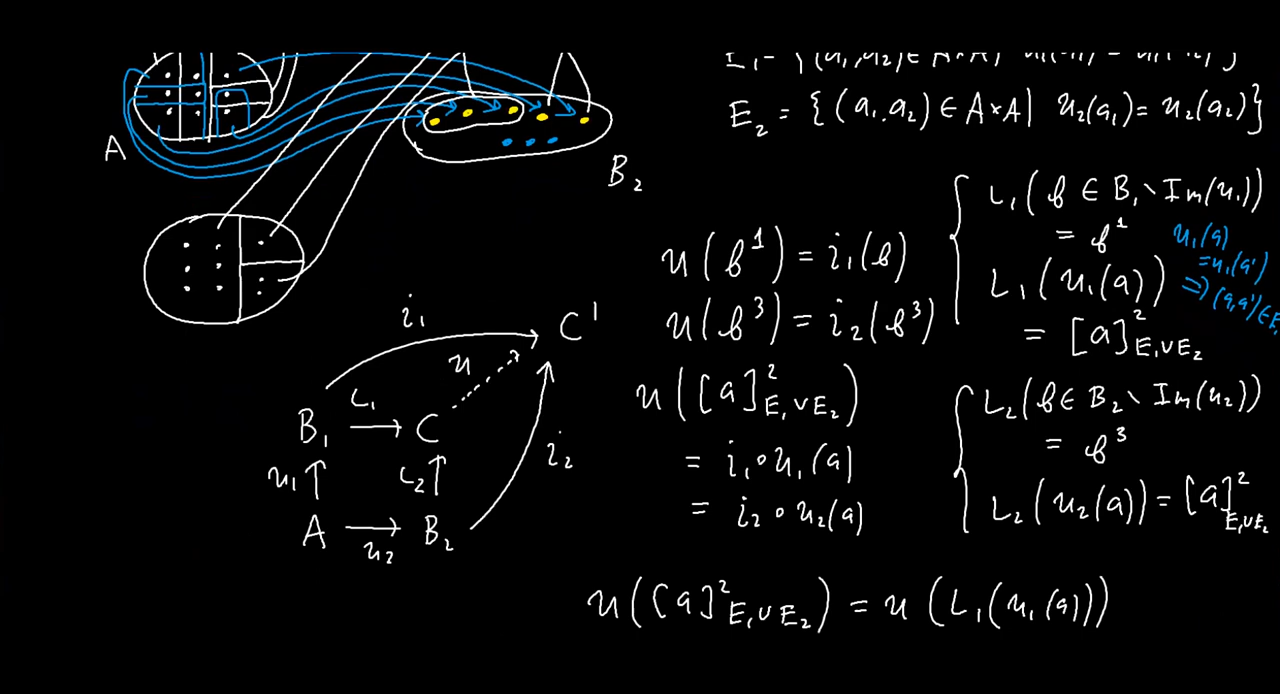 E₂ = { (a₁,a₂) ∈ A×A | u₂(a₁) = u₂(a₂) }
A
B₂
L₁(b ∈ B₁ \ Im(u₁))
= b¹
u₁(a)
= u₁(a')
⇒ (a,a') ∈ E₁
L₁(u₁(a))
= [a]²_{E₁∨E₂}
u(b¹) = i₁(b)
u(b³) = i₂(b³)
u([a]²_{E₁∨E₂})
= i₁∘u₁(a)
= i₂∘u₂(a)
L₂(b ∈ B₂ \ Im(u₂))
= b³
L₂(u₂(a)) = [a]²_{E₁∨E₂}
i₁
C'
u
L₁
B₁ → C
i₂
u₁ ↑ L₂ ↑
A → B₂
u₂
u([a]²_{E₁∨E₂}) = u(L₁(u₁(a)))